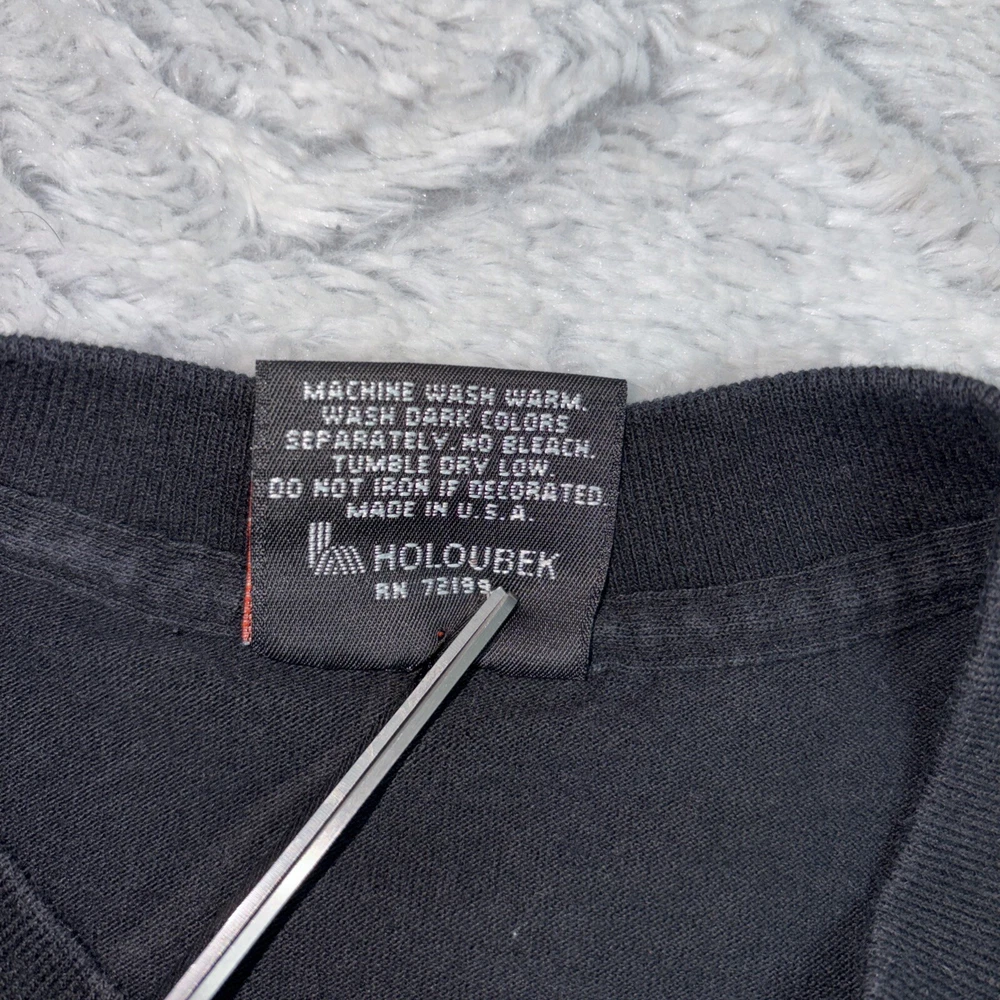 MACHINE WASH WARM.
WASH DARK COLORS
SEPARATELY. NO BLEACH.
TUMBLE DRY LOW.
DO NOT IRON IF DECORATED.
MADE IN U.S.A.
HOLOUBEK
RN 72199